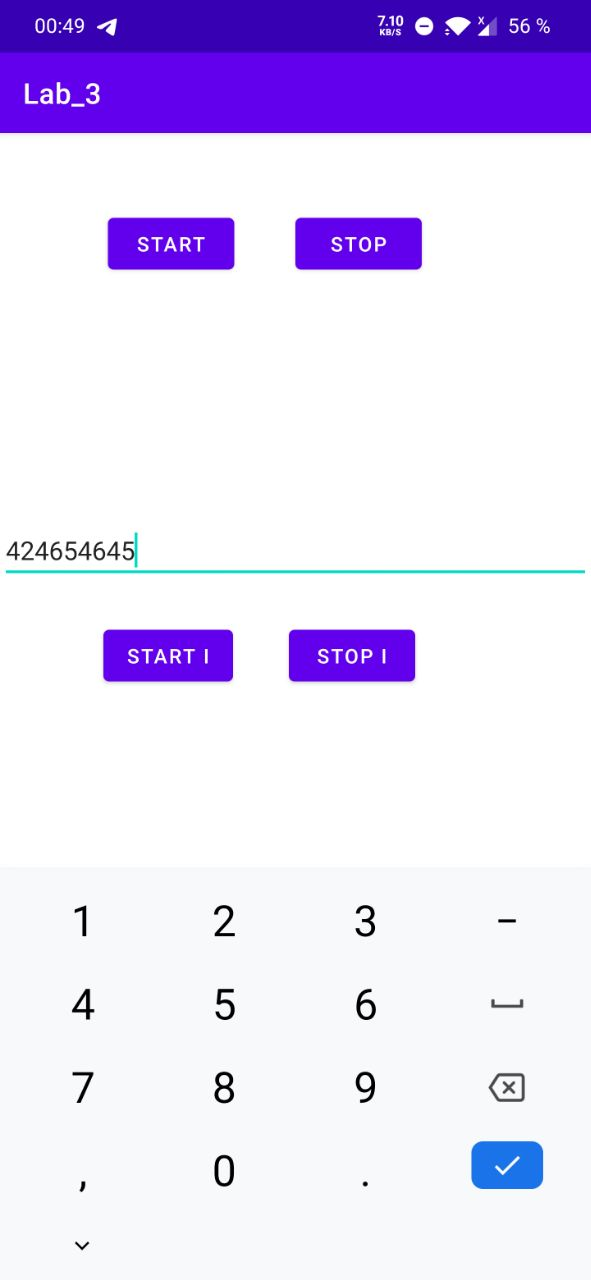 00:49 7.10 KB/S x 56 %
Lab_3
START STOP
424654645
START I STOP I
1 2 3 −
4 5 6
7 8 9
, 0 .